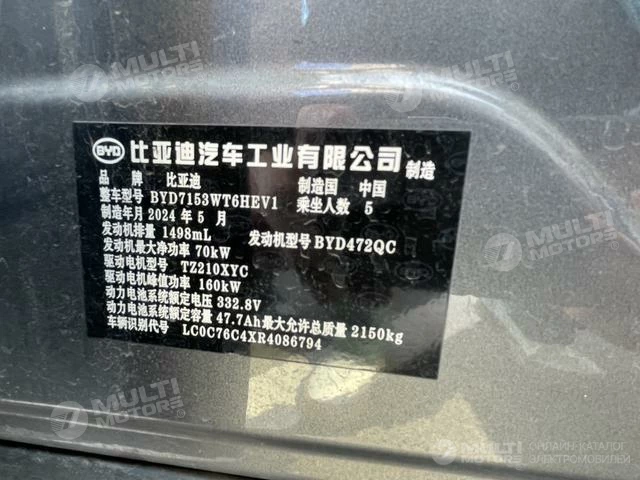 BYD 比亚迪汽车工业有限公司 制造
品 牌 比亚迪 制造国 中国
整车型号 BYD7153WT6HEV1 乘坐人数 5
制造年月 2024 年 5 月
发动机排量 1498mL 发动机型号 BYD472QC
发动机最大净功率 70kW
驱动电机型号 TZ210XYC
驱动电机峰值功率 160kW
动力电池系统额定电压 332.8V
动力电池系统额定容量 47.7Ah 最大允许总质量 2150kg
车辆识别代号 LC0C76C4XR4086794
MULTI MOTORS®
MULTI MOTORS®
MULTI MOTORS®
MULTI MOTORS®
ОНЛАЙН-КАТАЛОГ
ЭЛЕКТРОМОБИЛЕЙ